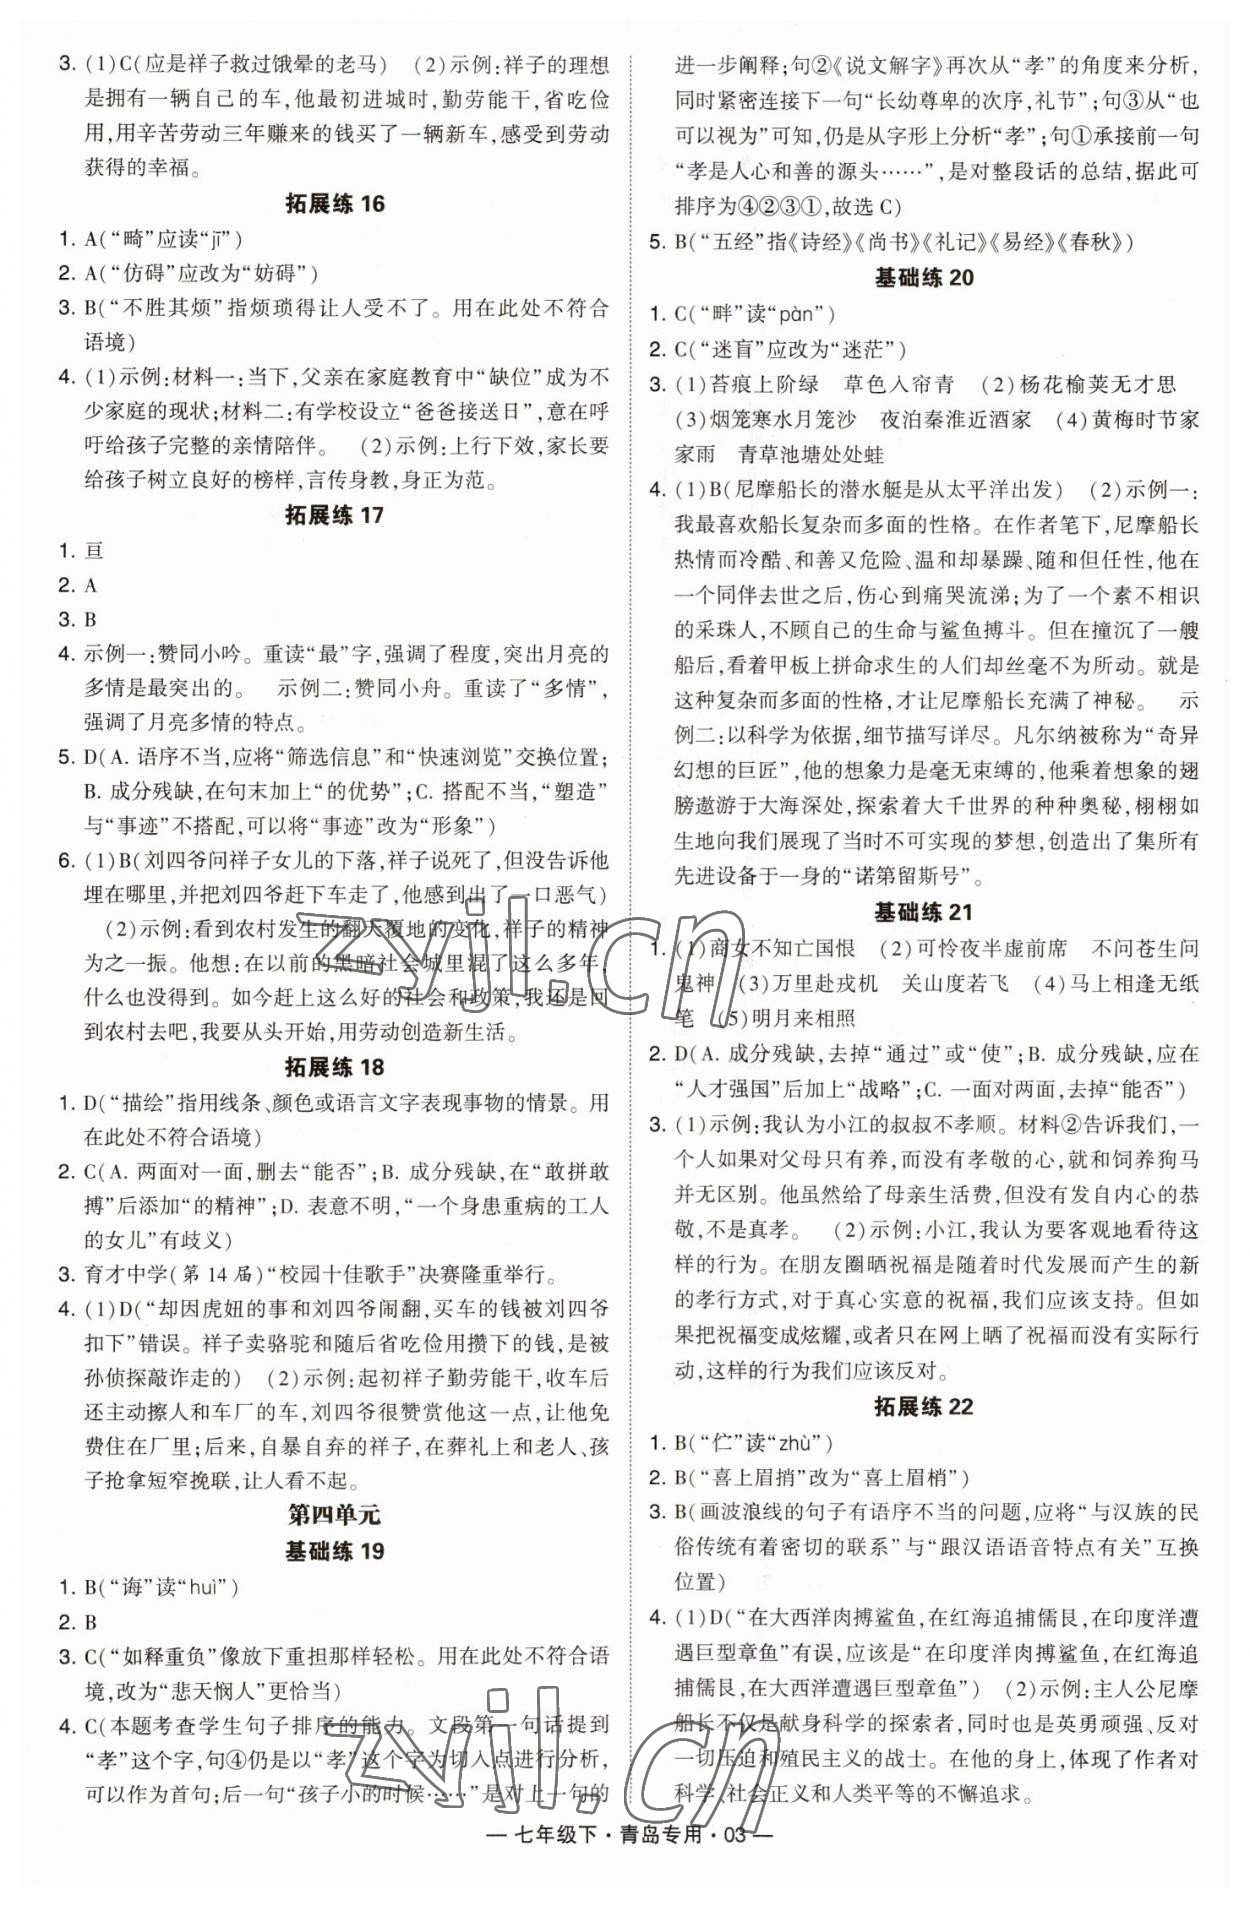 3. (1)C(应是祥子救过饿晕的老马)　(2)示例:祥子的理想
是拥有一辆自己的车,他最初进城时,勤劳能干,省吃俭
用,用辛苦劳动三年赚来的钱买了一辆新车,感受到劳动
获得的幸福。
拓展练 16
1. A(“畸”应读“jī”)
2. A(“仿碍”应改为“妨碍”)
3. B(“不胜其烦”指烦琐得让人受不了。用在此处不符合
语境)
4. (1)示例:材料一:当下,父亲在家庭教育中“缺位”成为不
少家庭的现状;材料二:有学校设立“爸爸接送日”,意在呼
吁给孩子完整的亲情陪伴。　(2)示例:上行下效,家长要
给孩子树立良好的榜样,言传身教,身正为范。
拓展练 17
1. 亘
2. A
3. B
4. 示例一:赞同小吟。重读“最”字,强调了程度,突出月亮的
多情是最突出的。　示例二:赞同小舟。重读了“多情”,
强调了月亮多情的特点。
5. D(A. 语序不当,应将“筛选信息”和“快速浏览”交换位置;
B. 成分残缺,在句末加上“的优势”;C. 搭配不当,“塑造”
与“事迹”不搭配,可以将“事迹”改为“形象”)
6. (1)B(刘四爷问祥子女儿的下落,祥子说死了,但没告诉他
埋在哪里,并把刘四爷赶下车走了,他感到出了一口恶气)
(2)示例:看到农村发生的翻天覆地的变化,祥子的精神
为之一振。他想:在以前的黑暗社会城里混了这么多年,
什么也没得到。如今赶上这么好的社会和政策,我还是回
到农村去吧,我要从头开始,用劳动创造新生活。
拓展练 18
1. D(“描绘”指用线条、颜色或语言文字表现事物的情景。用
在此处不符合语境)
2. C(A. 两面对一面,删去“能否”;B. 成分残缺,在“敢拼敢
搏”后添加“的精神”;D. 表意不明,“一个身患重病的工人
的女儿”有歧义)
3. 育才中学(第 14 届)“校园十佳歌手”决赛隆重举行。
4. (1)D(“却因虎妞的事和刘四爷闹翻,买车的钱被刘四爷
扣下”错误。祥子卖骆驼和随后省吃俭用攒下的钱,是被
孙侦探敲诈走的)　(2)示例:起初祥子勤劳能干,收车后
还主动擦人和车厂的车,刘四爷很赞赏他这一点,让他免
费住在厂里;后来,自暴自弃的祥子,在葬礼上和老人、孩
子抢拿短窄挽联,让人看不起。
第四单元
基础练 19
1. B(“诲”读“huì”)
2. B
3. C(“如释重负”像放下重担那样轻松。用在此处不符合语
境,改为“悲天悯人”更恰当)
4. C(本题考查学生句子排序的能力。文段第一句话提到
“孝”这个字,句④仍是以“孝”这个字为切入点进行分析,
可以作为首句;后一句“孩子小的时候……”是对上一句的
进一步阐释;句②《说文解字》再次从“孝”的角度来分析,
同时紧密连接下一句“长幼尊卑的次序,礼节”;句③从“也
可以视为”可知,仍是从字形上分析“孝”;句①承接前一句
“孝是人心和善的源头……”,是对整段话的总结,据此可
排序为④②③①,故选 C)
5. B(“五经”指《诗经》《尚书》《礼记》《易经》《春秋》)
基础练 20
1. C(“畔”读“pàn”)
2. C(“迷盲”应改为“迷茫”)
3. (1)苔痕上阶绿　草色入帘青　(2)杨花榆荚无才思
(3)烟笼寒水月笼沙　夜泊秦淮近酒家　(4)黄梅时节家
家雨　青草池塘处处蛙
4. (1)B(尼摩船长的潜水艇是从太平洋出发)　(2)示例一:
我最喜欢船长复杂而多面的性格。在作者笔下,尼摩船长
热情而冷酷、和善又危险、温和却暴躁、随和但任性,他在
一个同伴去世之后,伤心到痛哭流涕;为了一个素不相识
的采珠人,不顾自己的生命与鲨鱼搏斗。但在撞沉了一艘
船后,看着甲板上拼命求生的人们却丝毫不为所动。就是
这种复杂而多面的性格,才让尼摩船长充满了神秘。　示
例二:以科学为依据,细节描写详尽。凡尔纳被称为“奇异
幻想的巨匠”,他的想象力是毫无束缚的,他乘着想象的翅
膀遨游于大海深处,探索着大千世界的种种奥秘,栩栩如
生地向我们展现了当时不可实现的梦想,创造出了集所有
先进设备于一身的“诺第留斯号”。
基础练 21
1. (1)商女不知亡国恨　(2)可怜夜半虚前席　不问苍生问
鬼神　(3)万里赴戎机　关山度若飞　(4)马上相逢无纸
笔　(5)明月来相照
2. D(A. 成分残缺,去掉“通过”或“使”;B. 成分残缺,应在
“人才强国”后加上“战略”;C. 一面对两面,去掉“能否”)
3. (1)示例:我认为小江的叔叔不孝顺。材料②告诉我们,一
个人如果对父母只有养,而没有孝敬的心,就和饲养狗马
并无区别。他虽然给了母亲生活费,但没有发自内心的恭
敬,不是真孝。　(2)示例:小江,我认为要客观地看待这
样的行为。在朋友圈晒祝福是随着时代发展而产生的新
的孝行方式,对于真心实意的祝福,我们应该支持。但如
果把祝福变成炫耀,或者只在网上晒了祝福而没有实际行
动,这样的行为我们应该反对。
拓展练 22
1. B(“伫”读“zhù”)
2. B(“喜上眉捎”改为“喜上眉梢”)
3. B(画波浪线的句子有语序不当的问题,应将“与汉族的民
俗传统有着密切的联系”与“跟汉语语音特点有关”互换
位置)
4. (1)D(“在大西洋肉搏鲨鱼,在红海追捕儒艮,在印度洋遭
遇巨型章鱼”有误,应该是“在印度洋肉搏鲨鱼,在红海追
捕儒艮,在大西洋遭遇巨型章鱼”)　(2)示例:主人公尼摩
船长不仅是献身科学的探索者,同时也是英勇顽强、反对
一切压迫和殖民主义的战士。在他的身上,体现了作者对
科学、社会正义和人类平等的不懈追求。
— 七年级下·青岛专用·03 —
zyjl.cn
zyjl.cn